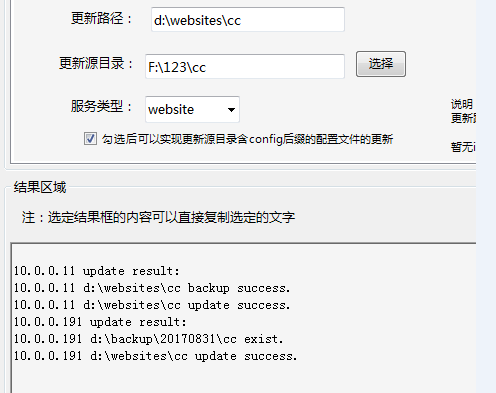 更新路径： d:\websites\cc
更新源目录： F:\123\cc 选择
服务类型： website
说明
勾选后可以实现更新源目录含config后缀的配置文件的更新
结果区域
注：选定结果框的内容可以直接复制选定的文字
10.0.0.11 update result:
10.0.0.11 d:\websites\cc backup success.
10.0.0.11 d:\websites\cc update success.
10.0.0.191 update result:
10.0.0.191 d:\backup\20170831\cc exist.
10.0.0.191 d:\websites\cc update success.